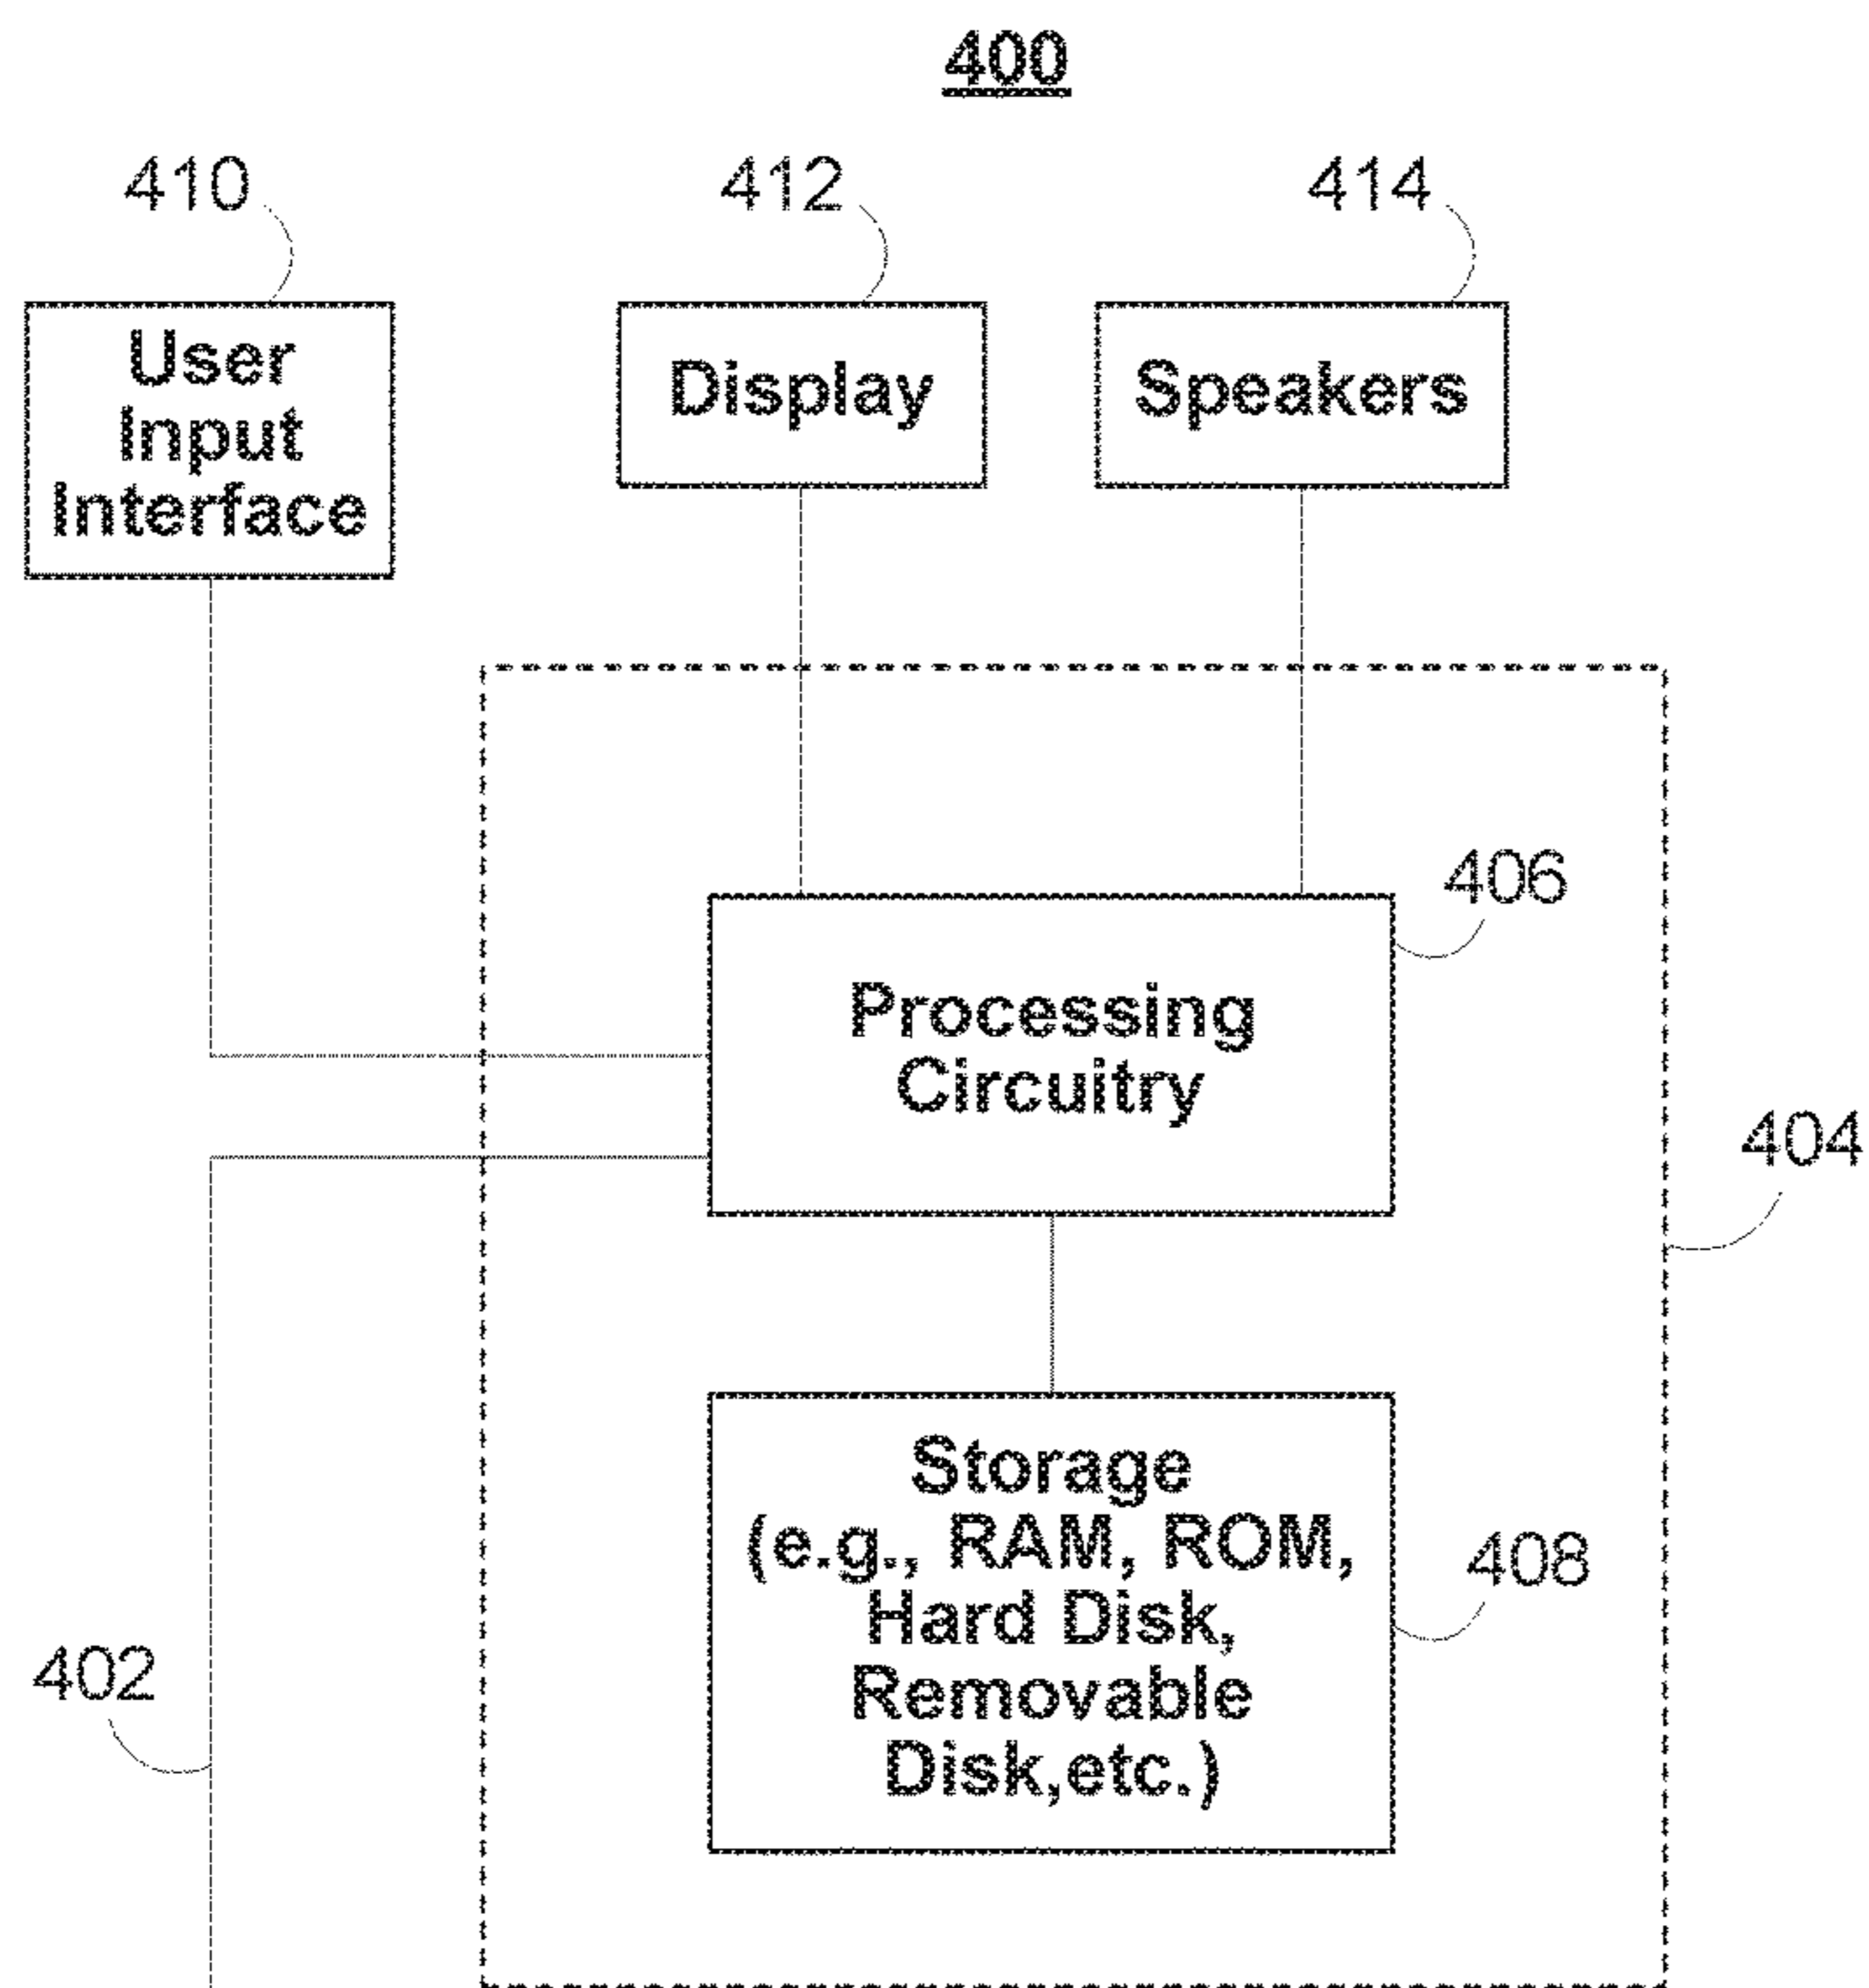 400
410
412
414
User
Input
Interface
Display
Speakers
406
Processing
Circuitry
404
Storage
(e.g., RAM, ROM,
Hard Disk,
Removable
Disk,etc.)
408
402